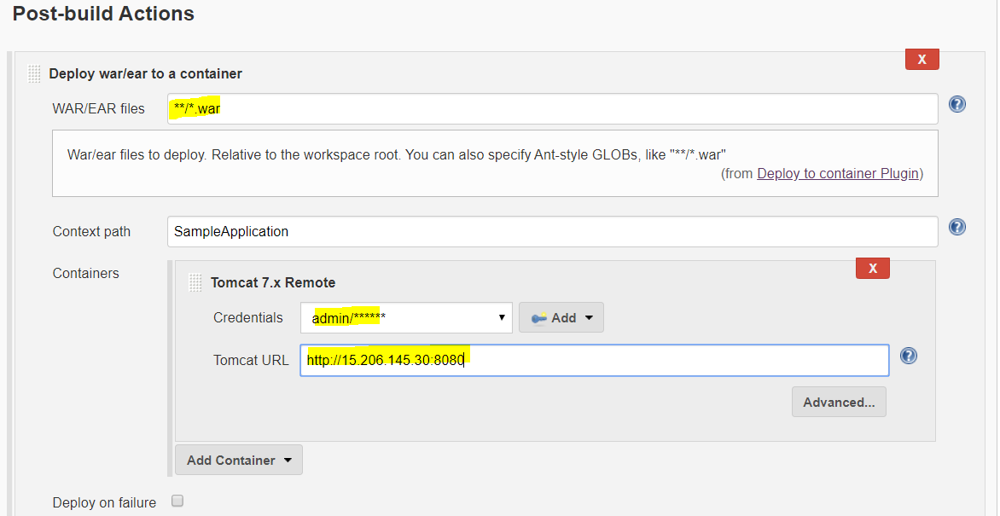 Post-build Actions
X
Deploy war/ear to a container
WAR/EAR files **/*.war ?
War/ear files to deploy. Relative to the workspace root. You can also specify Ant-style GLOBs, like "**/*.war"
(from Deploy to container Plugin)
Context path SampleApplication ?
Containers
X
Tomcat 7.x Remote
Credentials admin/****** Add
Tomcat URL http://15.206.145.30:8080 ?
Advanced...
Add Container
Deploy on failure